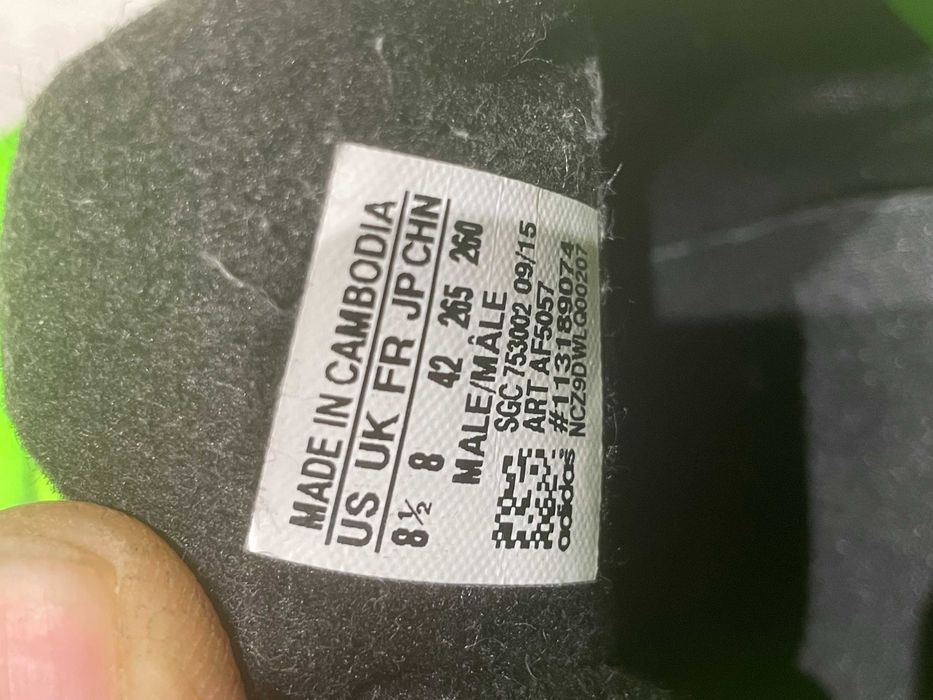 MADE IN CAMBODIA
US UK FR JP CHN
8½ 8 42 265 260
MALE/MÂLE
SGC 753002 09/15
ART AF5057
#113189074
NCZ9DWLQ00207
adidas